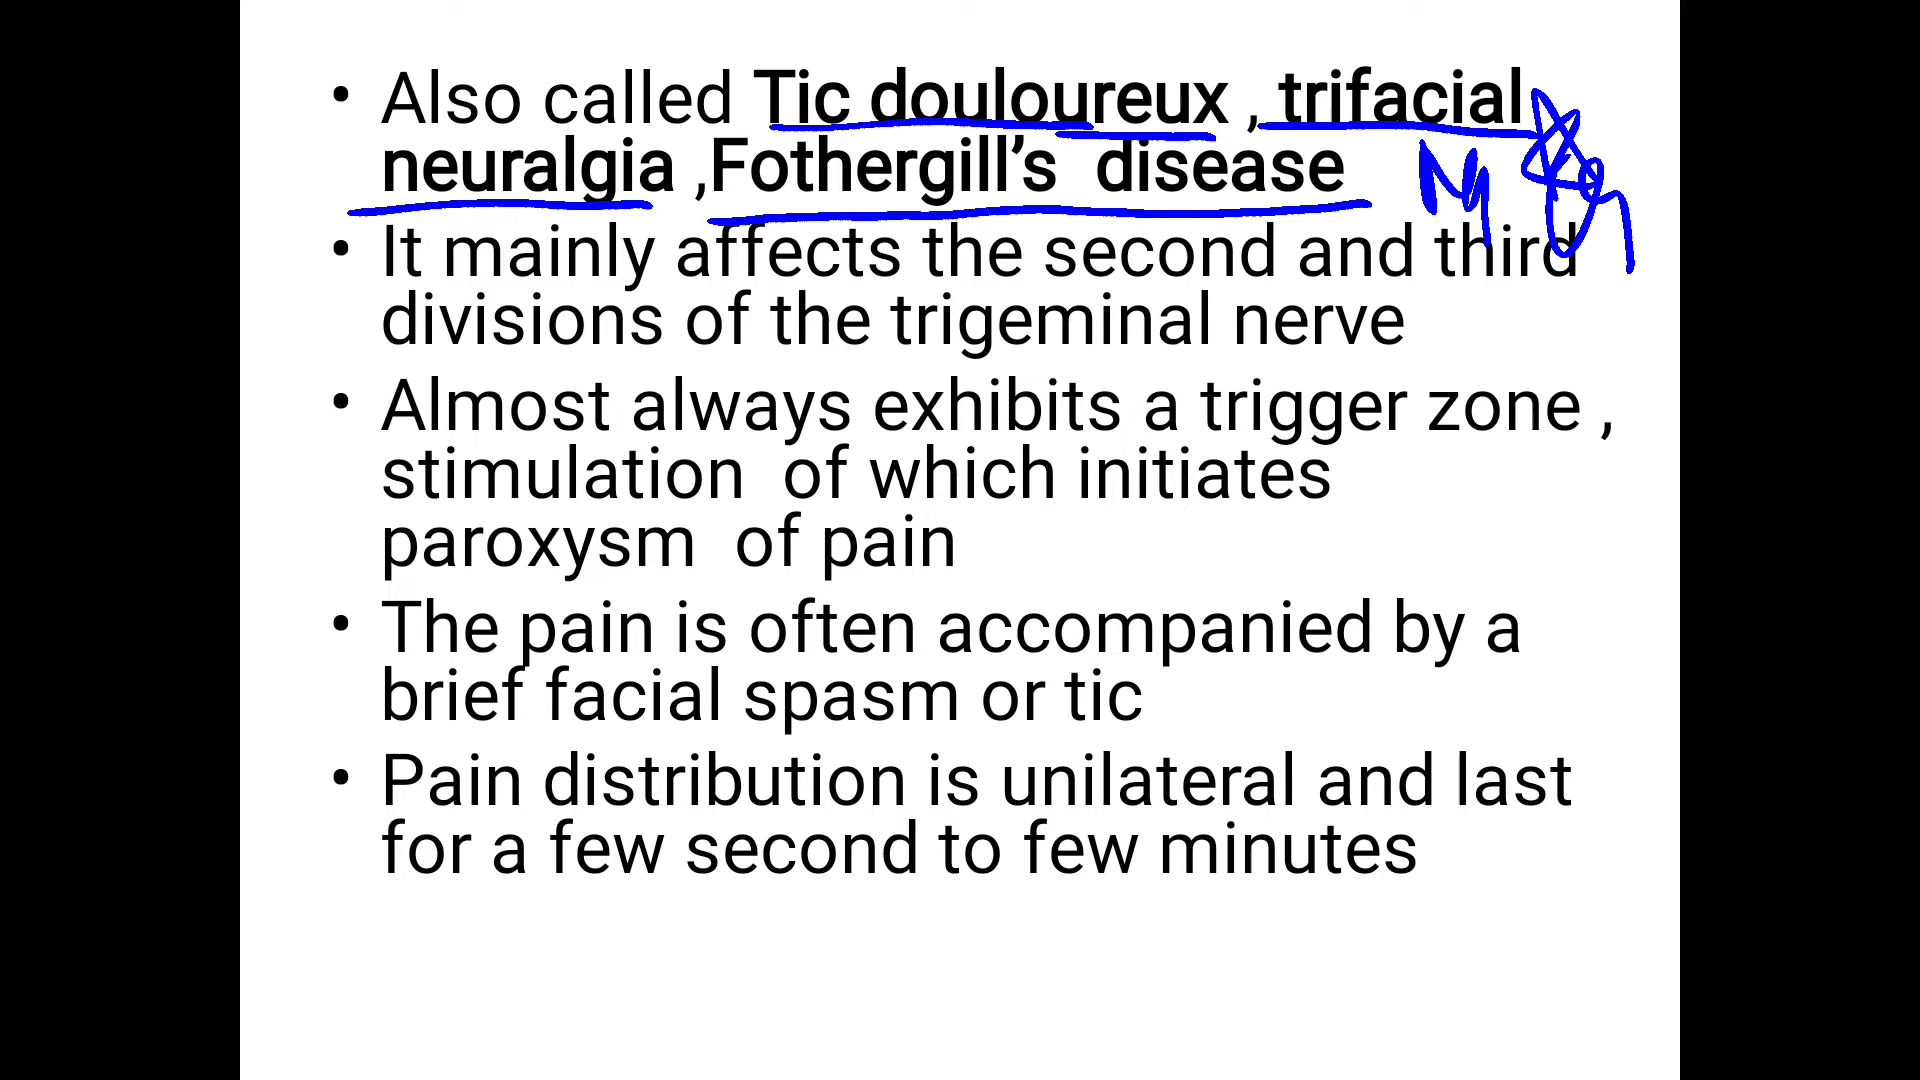 • Also called Tic douloureux , trifacial
neuralgia ,Fothergill’s disease
• It mainly affects the second and third
divisions of the trigeminal nerve
• Almost always exhibits a trigger zone ,
stimulation of which initiates
paroxysm of pain
• The pain is often accompanied by a
brief facial spasm or tic
• Pain distribution is unilateral and last
for a few second to few minutes